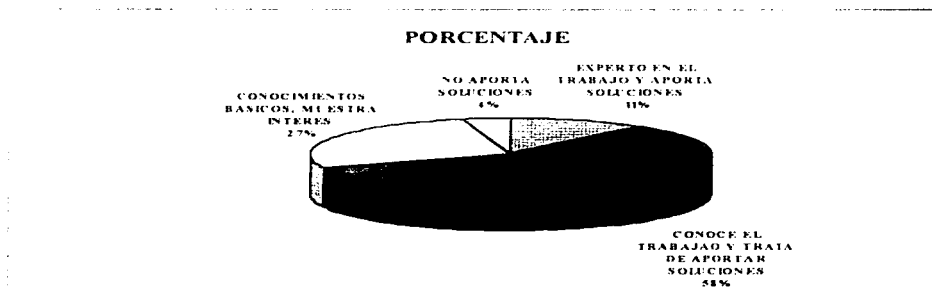 PORCENTAJE
EXPERTO EN EL
TRABAJO Y APORTA
SOLUCIONES
11%
NO APORTA
SOLUCIONES
4%
CONOCIMIENTOS
BASICOS, MUESTRA
INTERES
27%
CONOCE EL
TRABAJAO Y TRATA
DE APORTAR
SOLUCIONES
58%